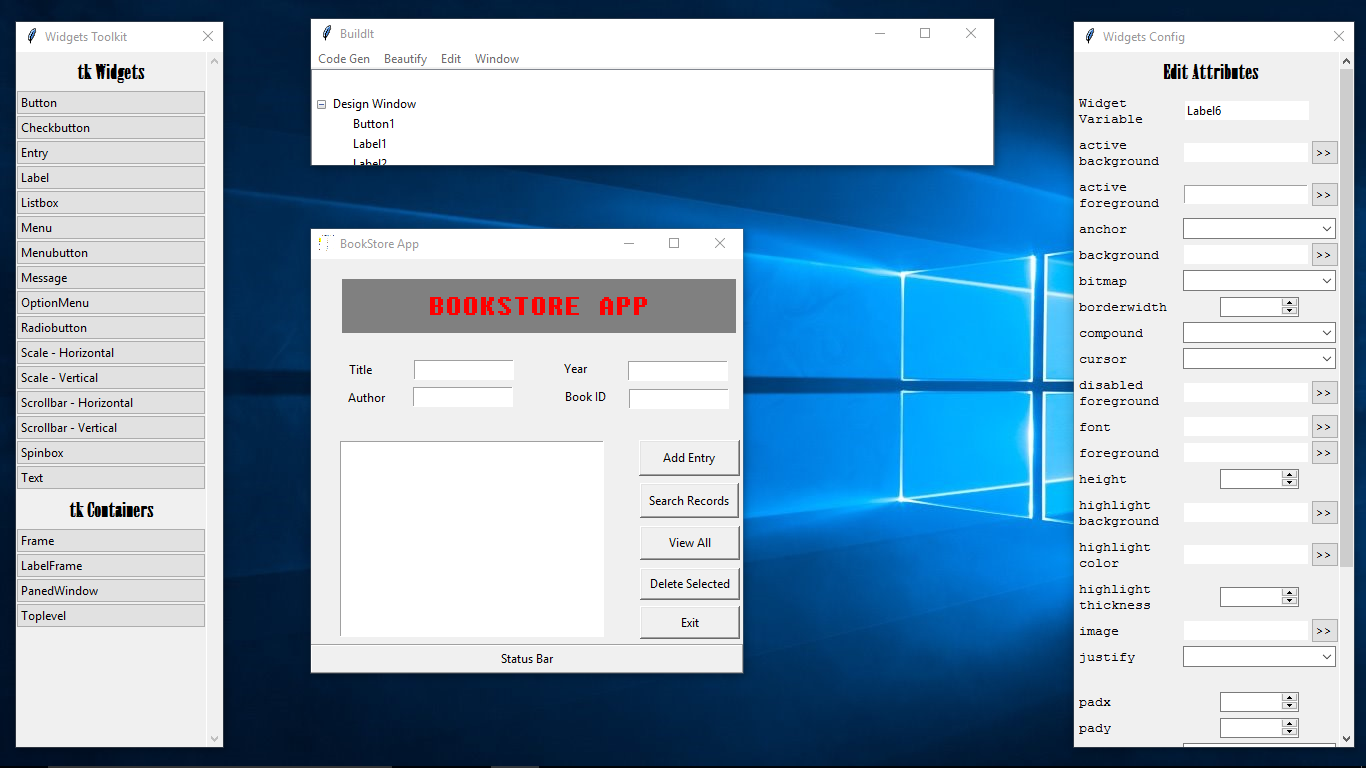 Widgets Toolkit
tk Widgets
Button
Checkbutton
Entry
Label
Listbox
Menu
Menubutton
Message
OptionMenu
Radiobutton
Scale - Horizontal
Scale - Vertical
Scrollbar - Horizontal
Scrollbar - Vertical
Spinbox
Text
tk Containers
Frame
LabelFrame
PanedWindow
Toplevel
BuildIt
Code Gen Beautify Edit Window
Design Window
Button1
Label1
Label2
BookStore App
BOOKSTORE APP
Title Year
Author Book ID
Add Entry
Search Records
View All
Delete Selected
Exit
Status Bar
Widgets Config
Edit Attributes
Widget
Variable Label6
active
background >>
active
foreground >>
anchor
background >>
bitmap
borderwidth
compound
cursor
disabled
foreground >>
font >>
foreground >>
height
highlight
background >>
highlight
color >>
highlight
thickness
image >>
justify
padx
pady